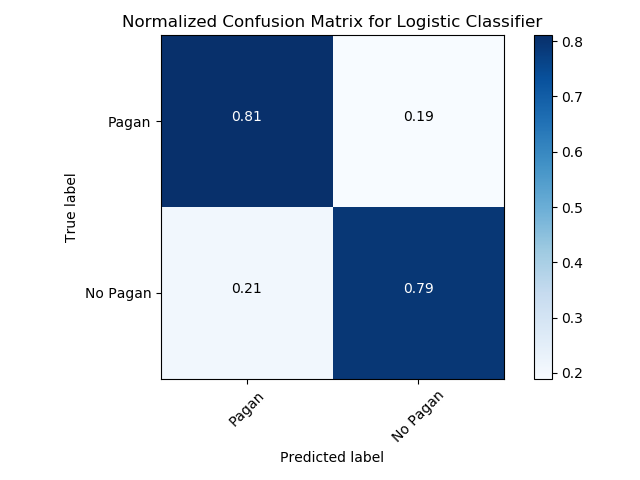 Normalized Confusion Matrix for Logistic Classifier
True label
Pagan
No Pagan
0.81
0.19
0.21
0.79
Pagan
No Pagan
Predicted label
0.8
0.7
0.6
0.5
0.4
0.3
0.2